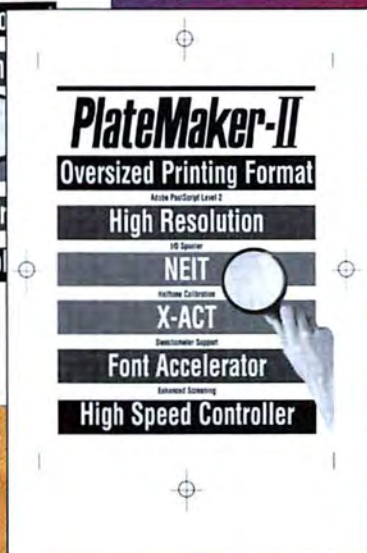 PlateMaker-II
Oversized Printing Format
Adobe PostScript Level 2
High Resolution
I/O Spooler
NEIT
Halftone Calibration
X-ACT
Densitometer Support
Font Accelerator
Enhanced Screening
High Speed Controller